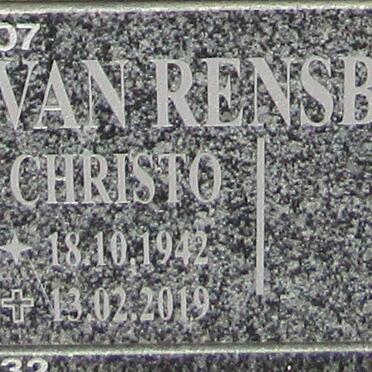 07
VAN RENSB
CHRISTO
18.10.1942
13.02.2019